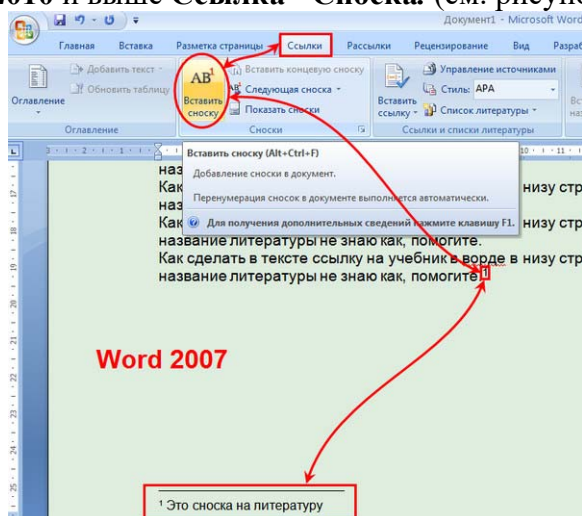 и выше Ссылка – Сноска. (см. рисуно
Документ1 - Microsoft Word
Главная Вставка Разметка страницы Ссылки Рассылки Рецензирование Вид Разраб
Оглавление
Добавить текст
Обновить таблицу
Оглавление
AB¹
Вставить сноску
Вставить концевую сноску
Следующая сноска
Показать сноски
Сноски
Вставить ссылку
Управление источниками
Стиль: APA
Список литературы
Ссылки и списки литературы
Вставить сноску (Alt+Ctrl+F)
Добавление сноски в документ.
Перенумерация сносок в документе выполняется автоматически.
Для получения дополнительных сведений нажмите клавишу F1.
наз
Как низу стр
наз
Как низу стр
название литературы не знаю как, помогите.
Как сделать в тексте ссылку на учебник в ворде в низу стр
название литературы не знаю как, помогите.¹
Word 2007
¹ Это сноска на литературу